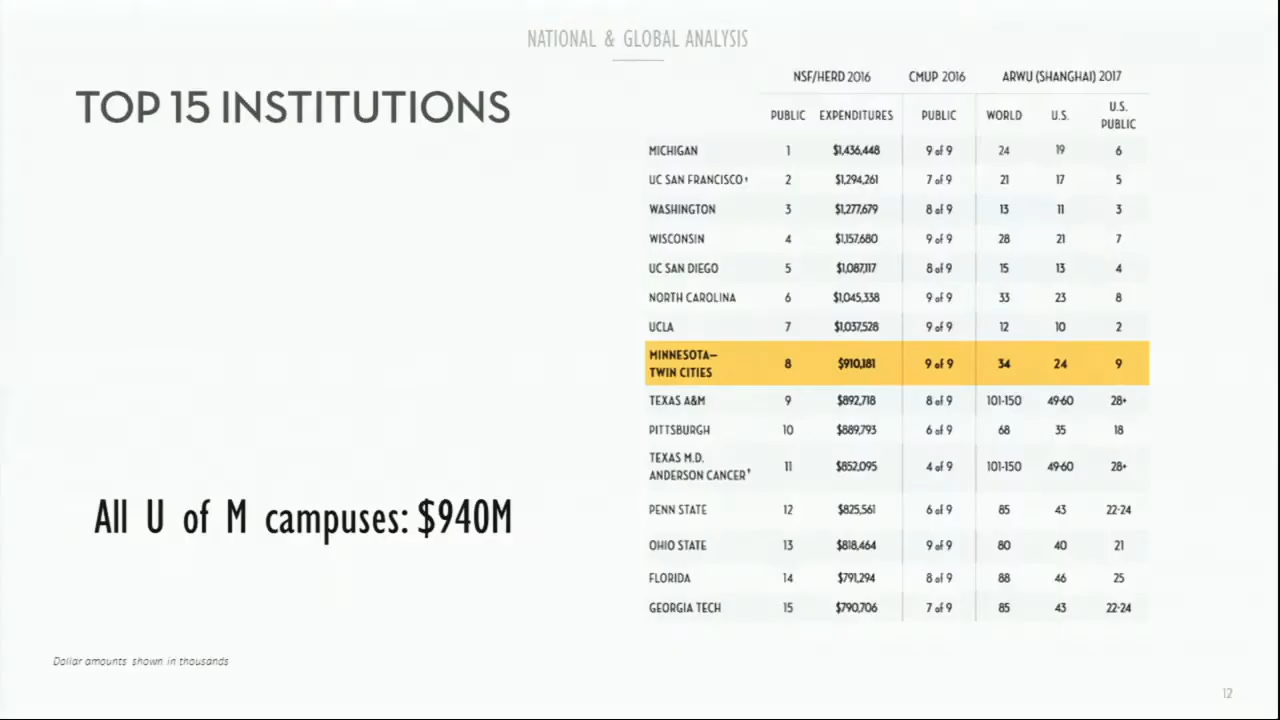 NATIONAL & GLOBAL ANALYSIS
TOP 15 INSTITUTIONS
NSF/HERD 2016 CMUP 2016 ARWU (SHANGHAI) 2017
PUBLIC EXPENDITURES PUBLIC WORLD U.S. U.S. PUBLIC
MICHIGAN 1 $1,436,448 9 of 9 24 19 6
UC SAN FRANCISCO† 2 $1,294,261 7 of 9 21 17 5
WASHINGTON 3 $1,277,679 8 of 9 13 11 3
WISCONSIN 4 $1,157,680 9 of 9 28 21 7
UC SAN DIEGO 5 $1,087,117 8 of 9 15 13 4
NORTH CAROLINA 6 $1,045,338 9 of 9 33 23 8
UCLA 7 $1,037,528 9 of 9 12 10 2
MINNESOTA—
TWIN CITIES 8 $910,181 9 of 9 34 24 9
TEXAS A&M 9 $892,718 8 of 9 101-150 49-60 28+
PITTSBURGH 10 $889,793 6 of 9 68 35 18
TEXAS M.D.
ANDERSON CANCER† 11 $852,095 4 of 9 101-150 49-60 28+
PENN STATE 12 $825,561 6 of 9 85 43 22-24
OHIO STATE 13 $818,464 9 of 9 80 40 21
FLORIDA 14 $791,294 8 of 9 88 46 25
GEORGIA TECH 15 $790,706 7 of 9 85 43 22-24
All U of M campuses: $940M
Dollar amounts shown in thousands
12